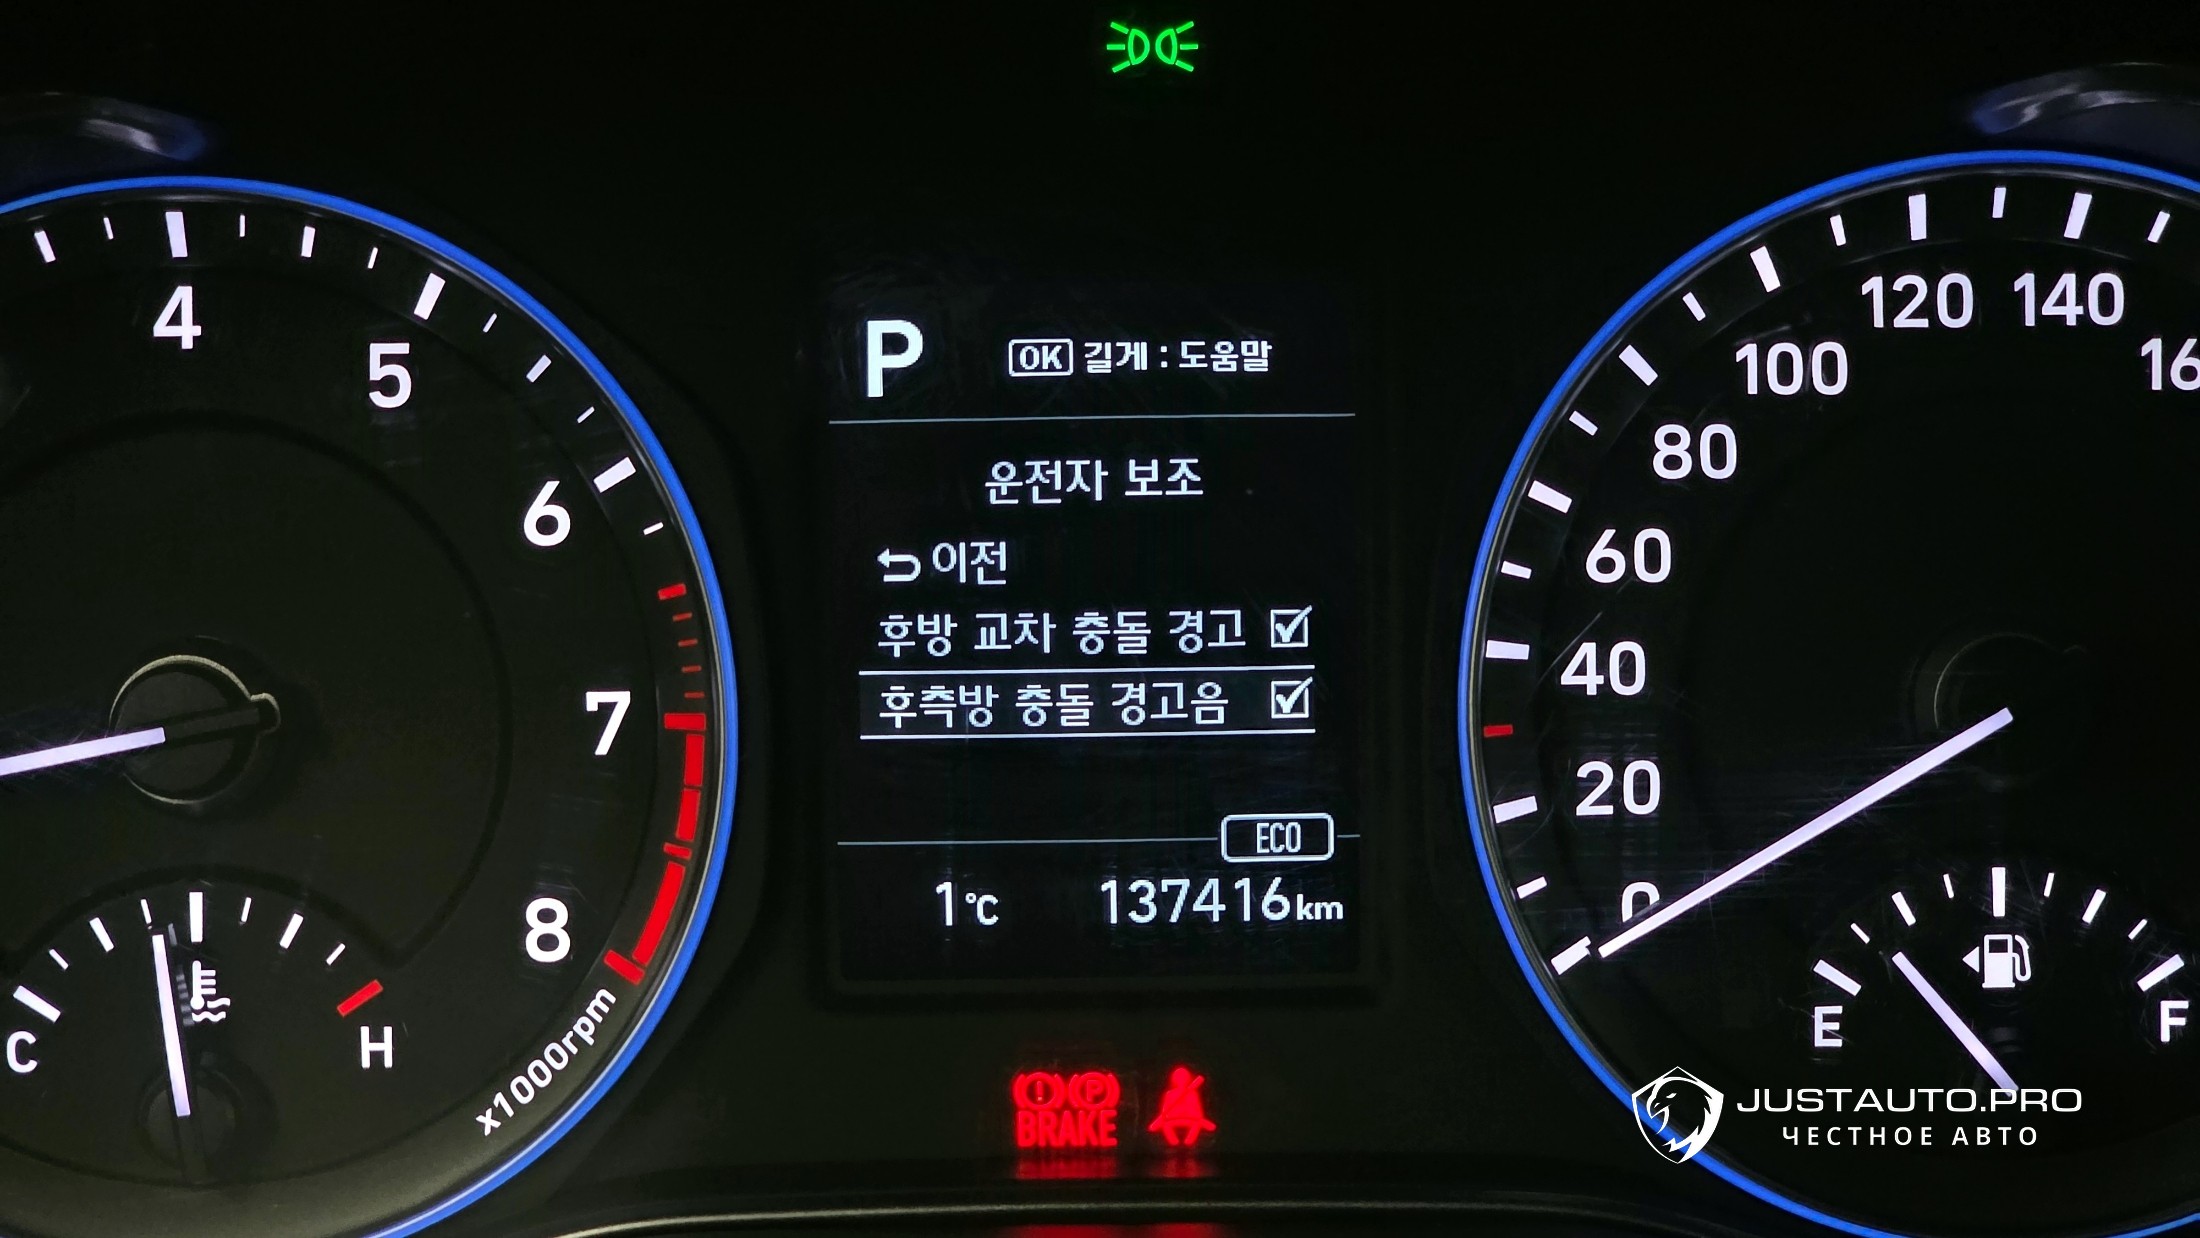 4
5
6
7
8
x1000rpm
C
H
P
OK 길게 : 도움말
운전자 보조
이전
후방 교차 충돌 경고
후측방 충돌 경고음
ECO
1℃ 137416km
BRAKE
0
20
40
60
80
100
120
140
16
E
F
JUSTAUTO.PRO
ЧЕСТНОЕ АВТО